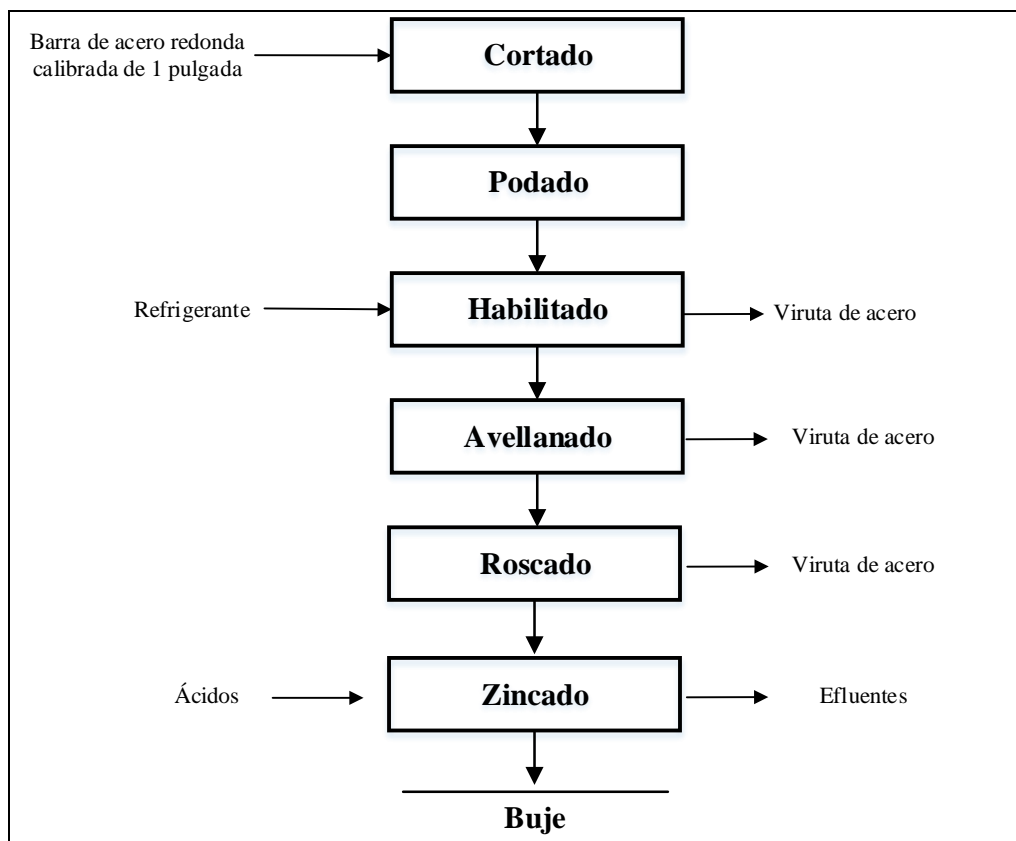 Barra de acero redonda
calibrada de 1 pulgada
Cortado
Podado
Refrigerante
Habilitado
Viruta de acero
Avellanado
Viruta de acero
Roscado
Viruta de acero
Ácidos
Zincado
Efluentes
Buje